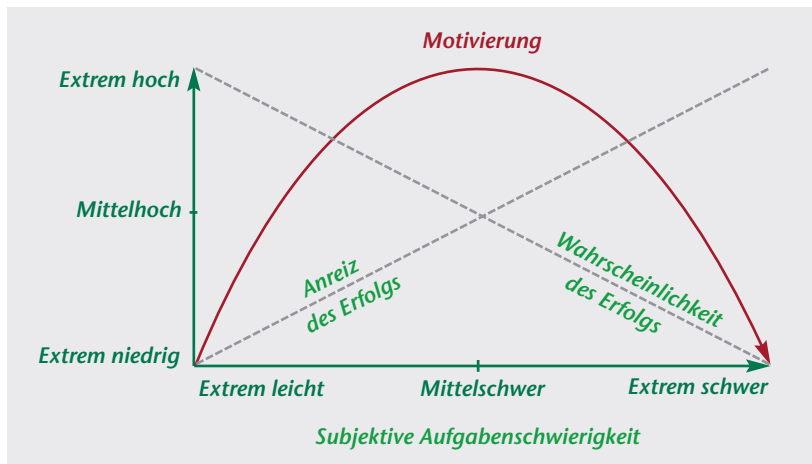 Motivierung
Extrem hoch
Mittelhoch
Anreiz
des Erfolgs
Wahrscheinlichkeit
des Erfolgs
Extrem niedrig
Extrem leicht
Mittelschwer
Extrem schwer
Subjektive Aufgabenschwierigkeit